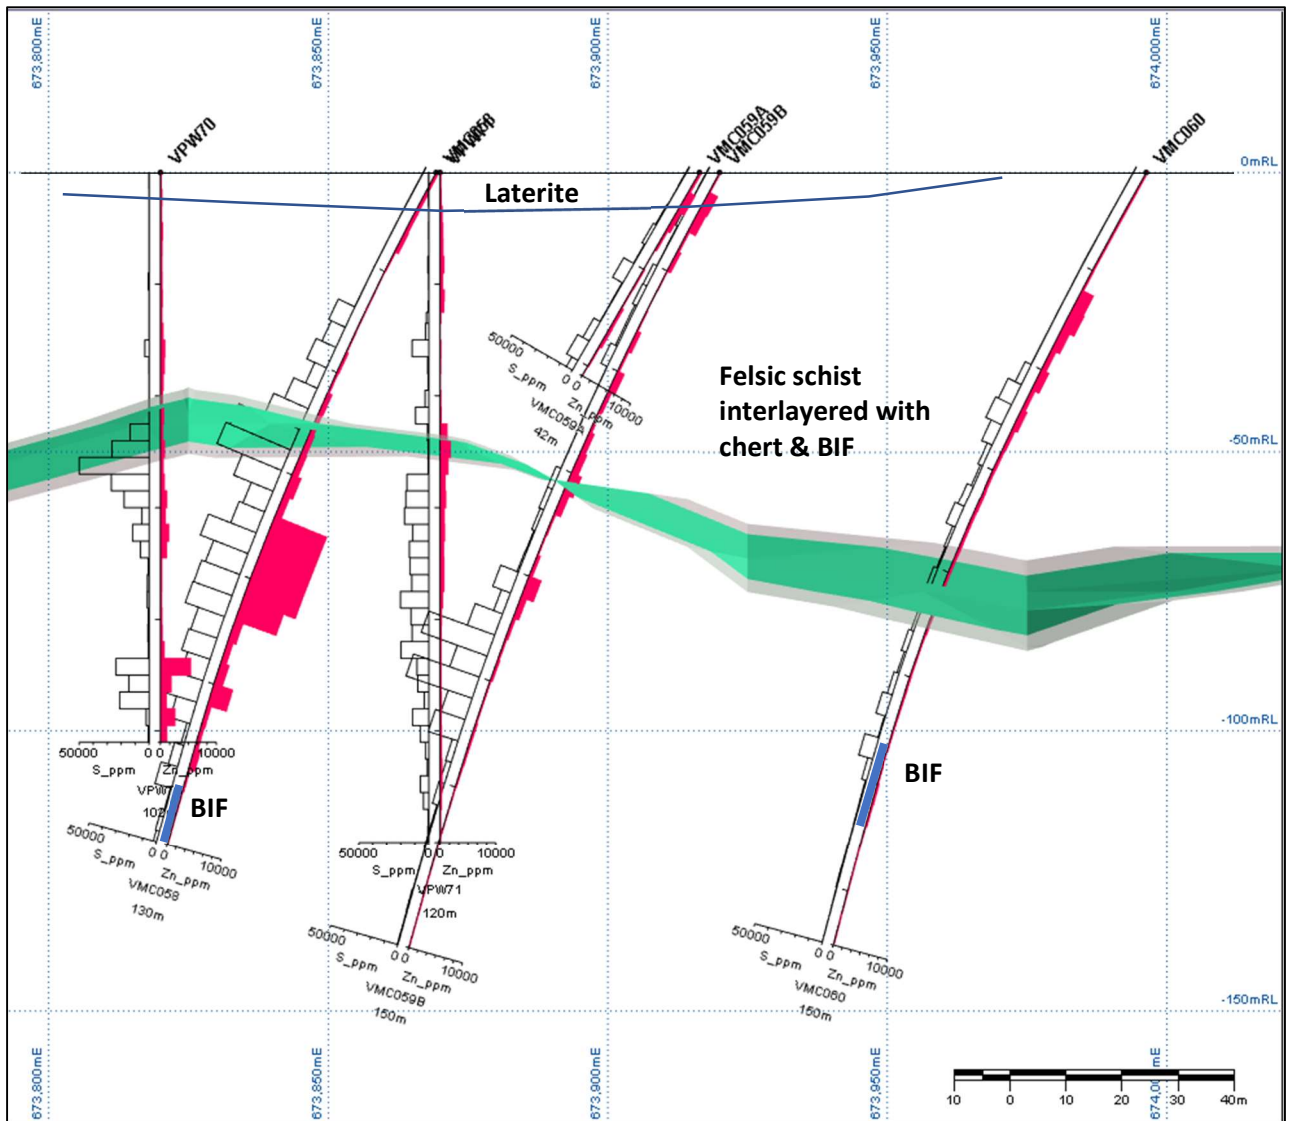 673,800mE
673,850mE
673,900mE
673,950mE
674,000mE
VPW70
VMC059A
VMC059B
VMC060
0mRL
Laterite
50000
S_ppm
0 0
Zn_ppm
10000
VMC059A
42m
Felsic schist
interlayered with
chert & BIF
-50mRL
-100mRL
50000
0 0
10000
S_ppm
Zn_ppm
BIF
BIF
50000
0 0
10000
S_ppm
Zn_ppm
VMC058
130m
50000
0 0
10000
S_ppm
Zn_ppm
VPW71
120m
50000
0 0
10000
S_ppm
Zn_ppm
VMC059B
150m
50000
0 0
10000
S_ppm
Zn_ppm
VMC060
150m
-150mRL
673,800mE
673,850mE
673,900mE
673,950mE
10
0
10
20
30
40m